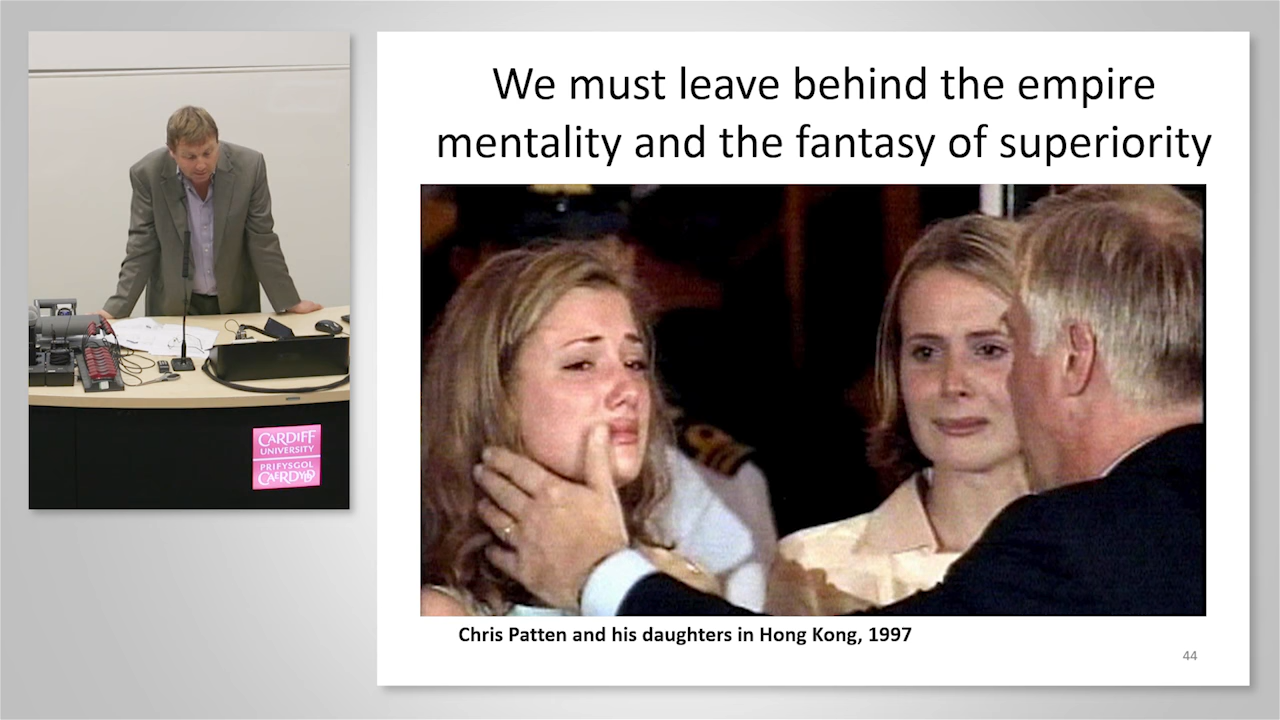 We must leave behind the empire
mentality and the fantasy of superiority
CARDIFF
UNIVERSITY
PRIFYSGOL
CAERDYDD
Chris Patten and his daughters in Hong Kong, 1997
44